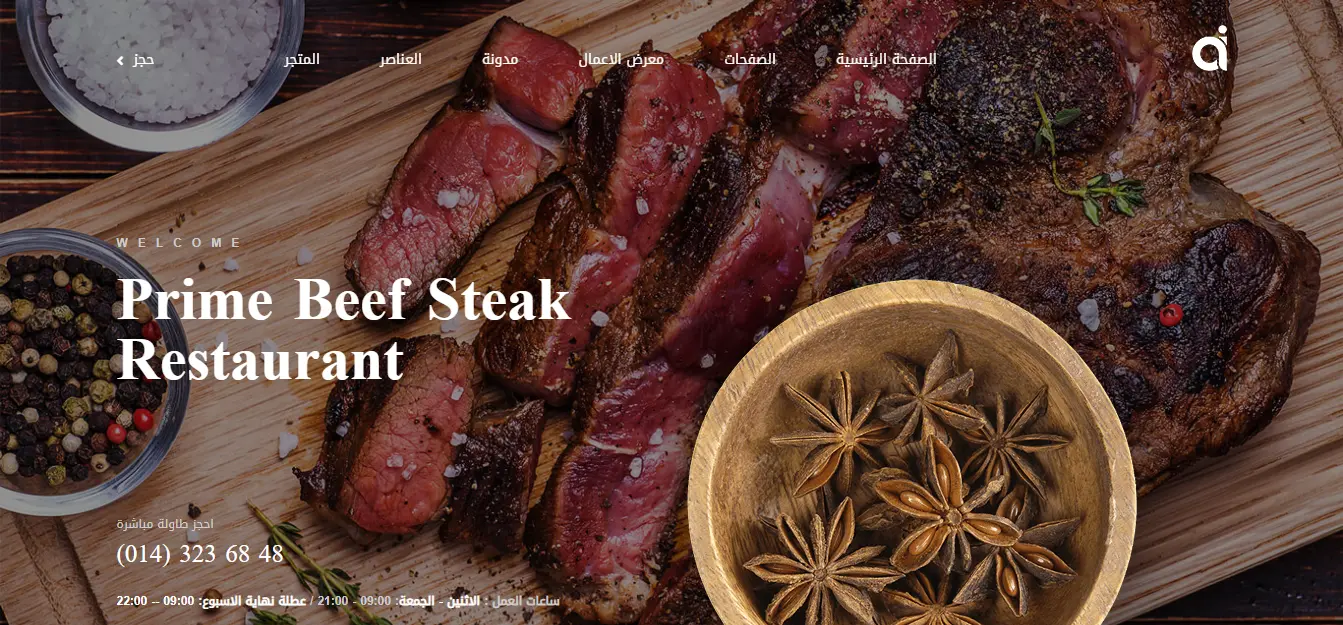 الصفحة الرئيسية الصفحات معرض الاعمال مدونة العناصر المتجر حجز
WELCOME
Prime Beef Steak
Restaurant
احجز طاولة مباشرة
(014) 323 68 48
ساعات العمل : الاثنين - الجمعة: 09:00 - 21:00 / عطلة نهاية الاسبوع: 09:00 – 22:00